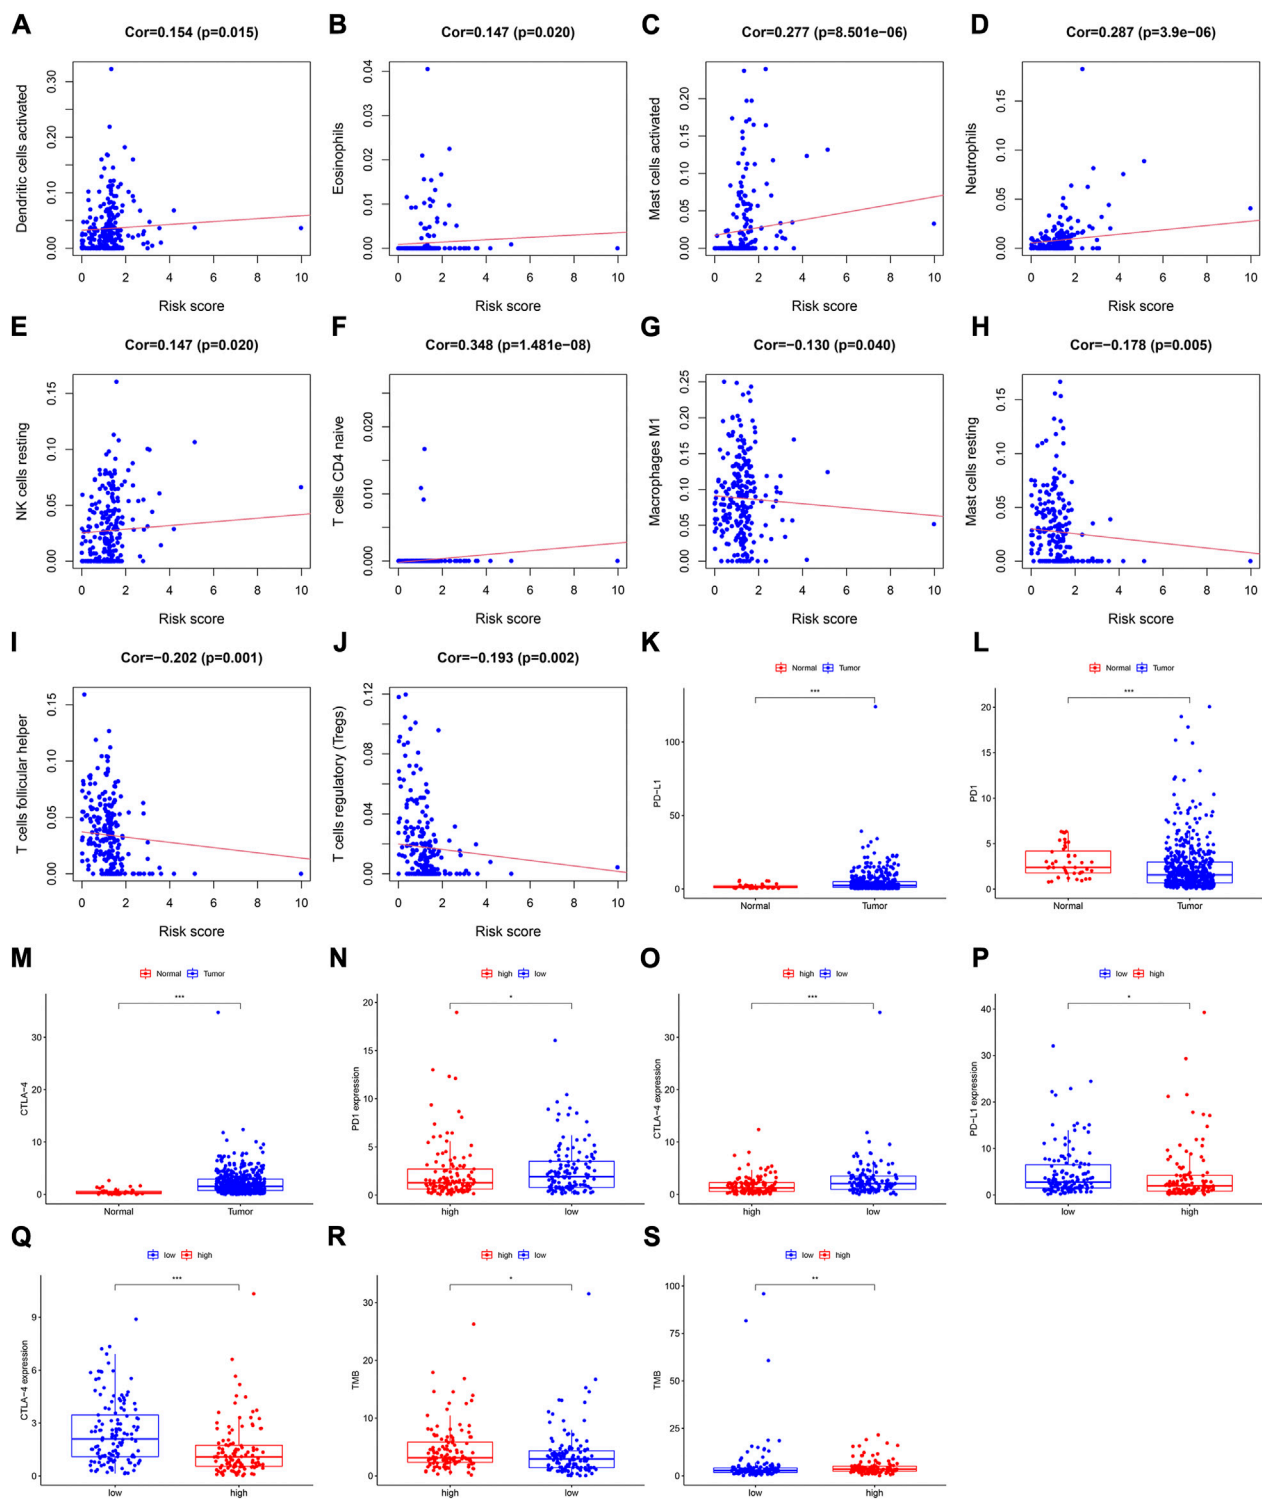 A
Cor=0.154 (p=0.015)
Dendritic cells activated
0.00 0.10 0.20 0.30
0 2 4 6 8 10
Risk score
B
Cor=0.147 (p=0.020)
Eosinophils
0.00 0.01 0.02 0.03 0.04
0 2 4 6 8 10
Risk score
C
Cor=0.277 (p=8.501e−06)
Mast cells activated
0.00 0.05 0.10 0.15 0.20
0 2 4 6 8 10
Risk score
D
Cor=0.287 (p=3.9e−06)
Neutrophils
0.00 0.05 0.10 0.15
0 2 4 6 8 10
Risk score
E
Cor=0.147 (p=0.020)
NK cells resting
0.00 0.05 0.10 0.15
0 2 4 6 8 10
Risk score
F
Cor=0.348 (p=1.481e−08)
T cells CD4 naive
0.000 0.010 0.020
0 2 4 6 8 10
Risk score
G
Cor=−0.130 (p=0.040)
Macrophages M1
0.00 0.05 0.10 0.15 0.20 0.25
0 2 4 6 8 10
Risk score
H
Cor=−0.178 (p=0.005)
Mast cells resting
0.00 0.05 0.10 0.15
0 2 4 6 8 10
Risk score
I
Cor=−0.202 (p=0.001)
T cells follicular helper
0.00 0.05 0.10 0.15
0 2 4 6 8 10
Risk score
J
Cor=−0.193 (p=0.002)
T cells regulatory (Tregs)
0.00 0.04 0.08 0.12
0 2 4 6 8 10
Risk score
K
Normal Tumor
***
PD−L1
100
50
0
Normal Tumor
L
Normal Tumor
***
PD1
20
15
10
5
0
Normal Tumor
M
Normal Tumor
***
CTLA−4
30
20
10
0
Normal Tumor
N
high low
*
PD1 expression
20
15
10
5
0
high low
O
high low
***
CTLA−4 expression
30
20
10
0
high low
P
low high
*
PD−L1 expression
40
30
20
10
0
low high
Q
low high
***
CTLA−4 expression
9
6
3
0
low high
R
high low
*
TMB
30
20
10
0
high low
S
low high
**
TMB
100
75
50
25
0
low high